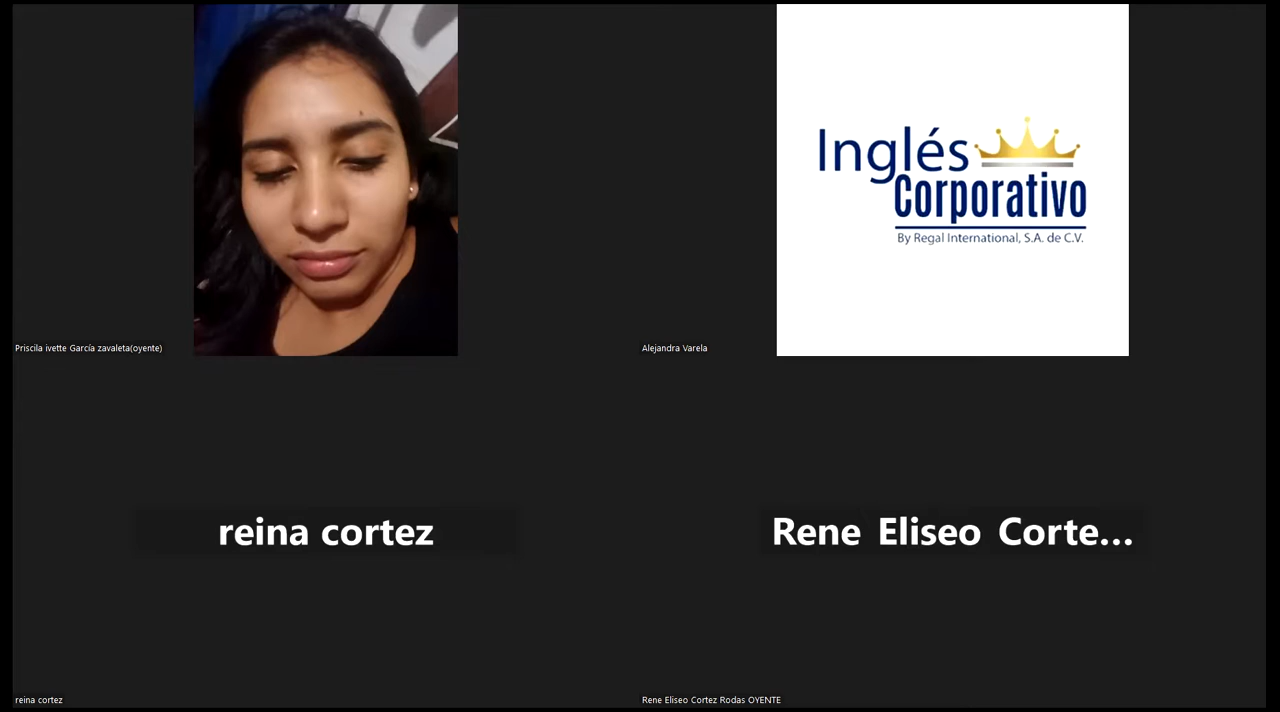 Inglés
Corporativo
By Regal International, S.A. de C.V.
Priscila ivette García zavaleta(oyente)
Alejandra Varela
reina cortez
Rene Eliseo Corte...
reina cortez
Rene Eliseo Cortez Rodas OYENTE